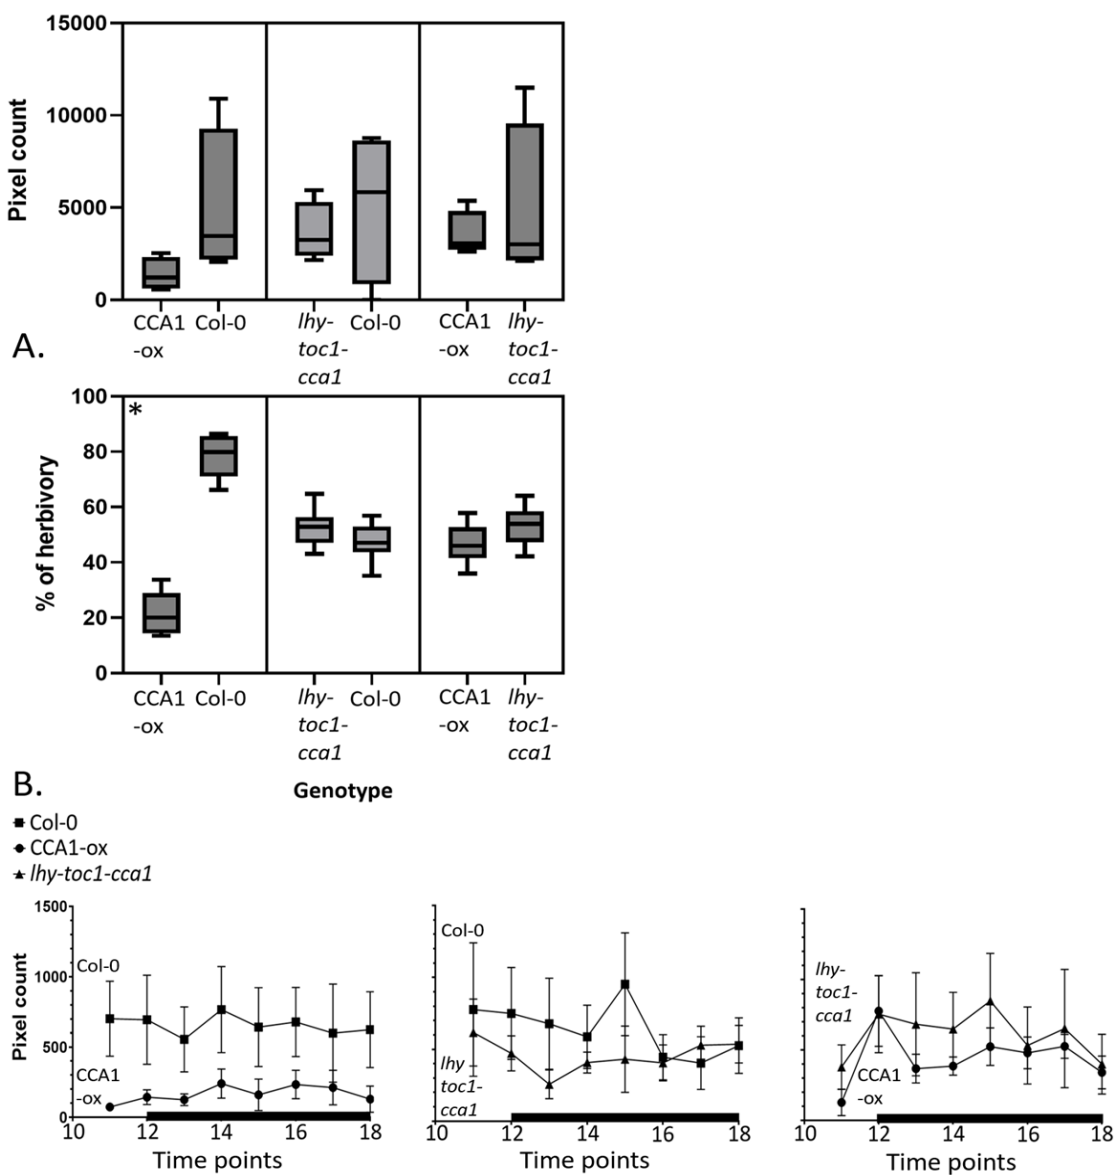 15000
10000
5000
0
Pixel count
CCA1 Col-0 lhy- Col-0 CCA1 lhy-
-ox toc1- -ox toc1-
cca1 cca1
A.
100
80
60
40
20
0
% of herbivory
*
CCA1 Col-0 lhy- Col-0 CCA1 lhy-
-ox toc1- -ox toc1-
cca1 cca1
Genotype
B.
Col-0
CCA1-ox
lhy-toc1-cca1
1500
1000
500
0
Pixel count
Col-0
CCA1
-ox
10 12 14 16 18
Time points
Col-0
lhy
toc1-
cca1
10 12 14 16 18
Time points
lhy-
toc1-
cca1
CCA1
-ox
10 12 14 16 18
Time points